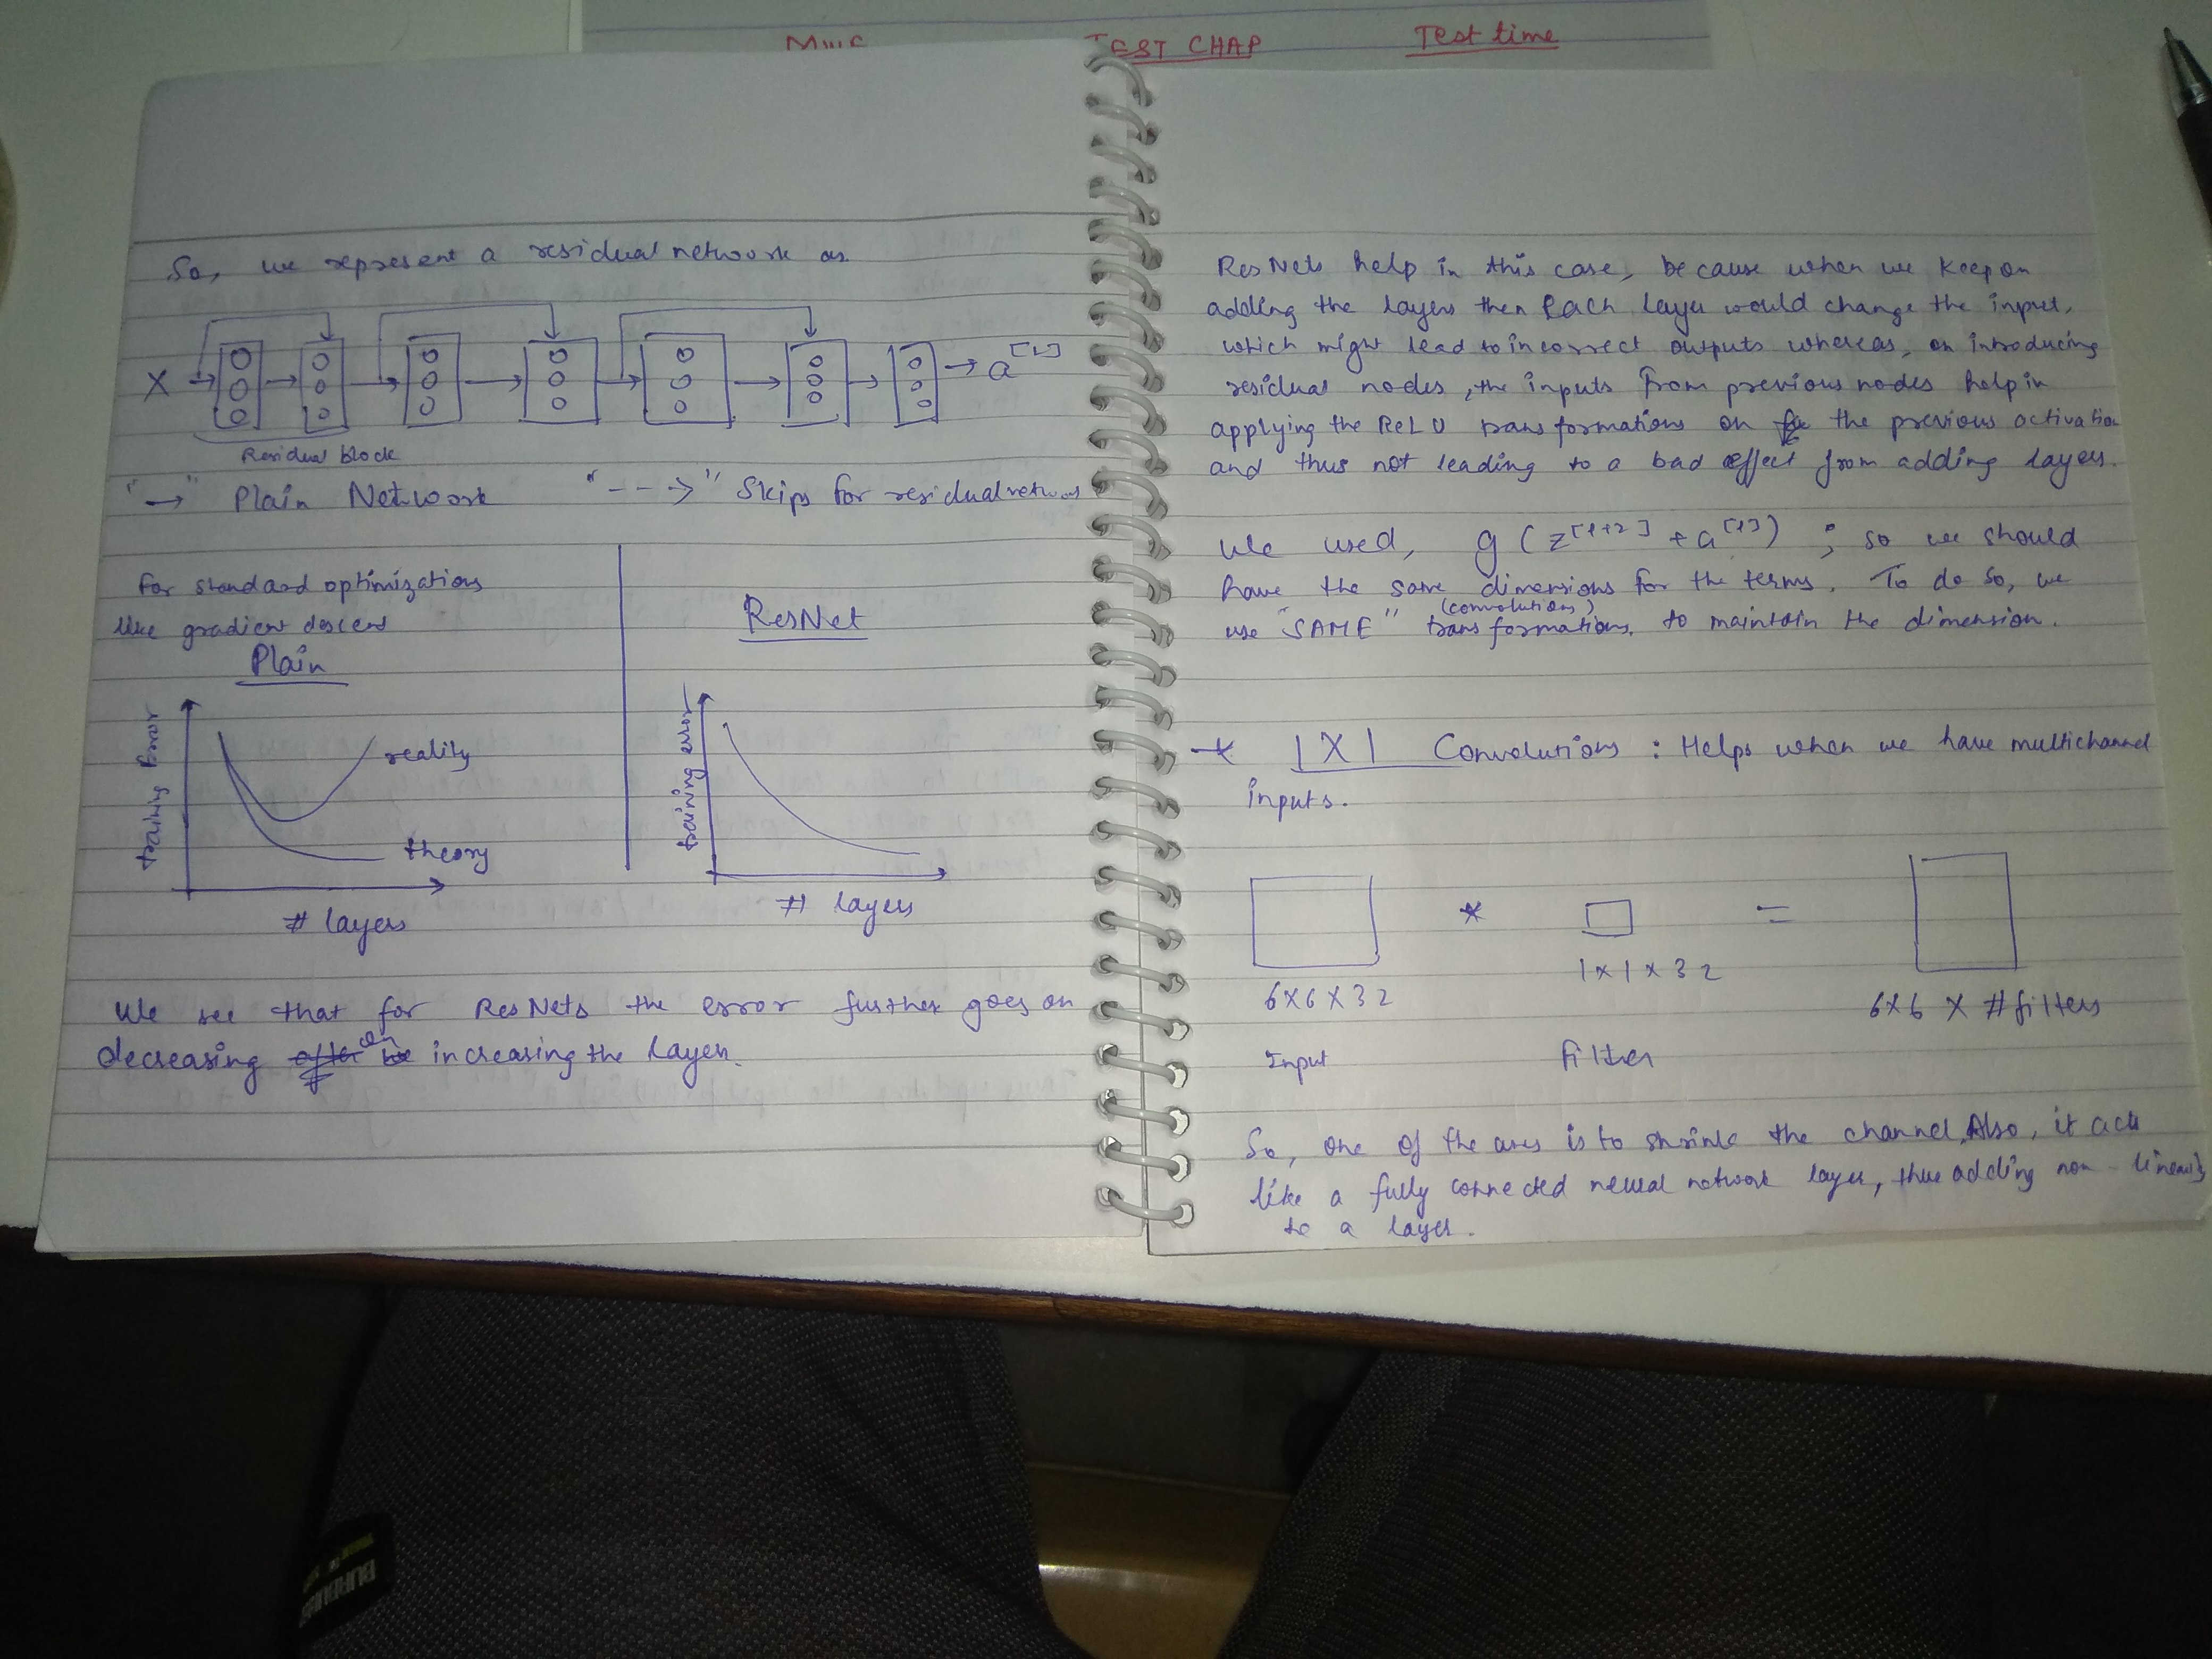 TEST CHAP
Test time
So, we represent a residual network as
X → → → → → → → a[L]
Residual block
"→" Plain Network "--->" Skips for residual network
For standard optimizations
like gradient descent
Plain
training Error
reality
theory
# layers
ResNet
training error
# layers
We see that for ResNets the error further goes on
decreasing on increasing the layers.
ResNets help in this case, because when we keep on
adding the layers then Each layer would change the input,
which might lead to incorrect outputs whereas, on introducing
residual nodes, the inputs from previous nodes help in
applying the ReLU transformations on the previous activation
and thus not leading to a bad effect from adding layers.
We used, g(z[l+2] + a[l]) ; so we should
have the same dimensions for the terms. To do so, we
(convolutions)
use "SAME" transformations, to maintain the dimension.
* 1X1 Convolutions : Helps when we have multichannel
inputs.
* =
6X6X32
1x1x32
6X6 X #filters
Input
Filter
So, one of the uses is to shrink the channel. Also, it acts
like a fully connected neural network layer, thus adding non-linearity
to a layer.